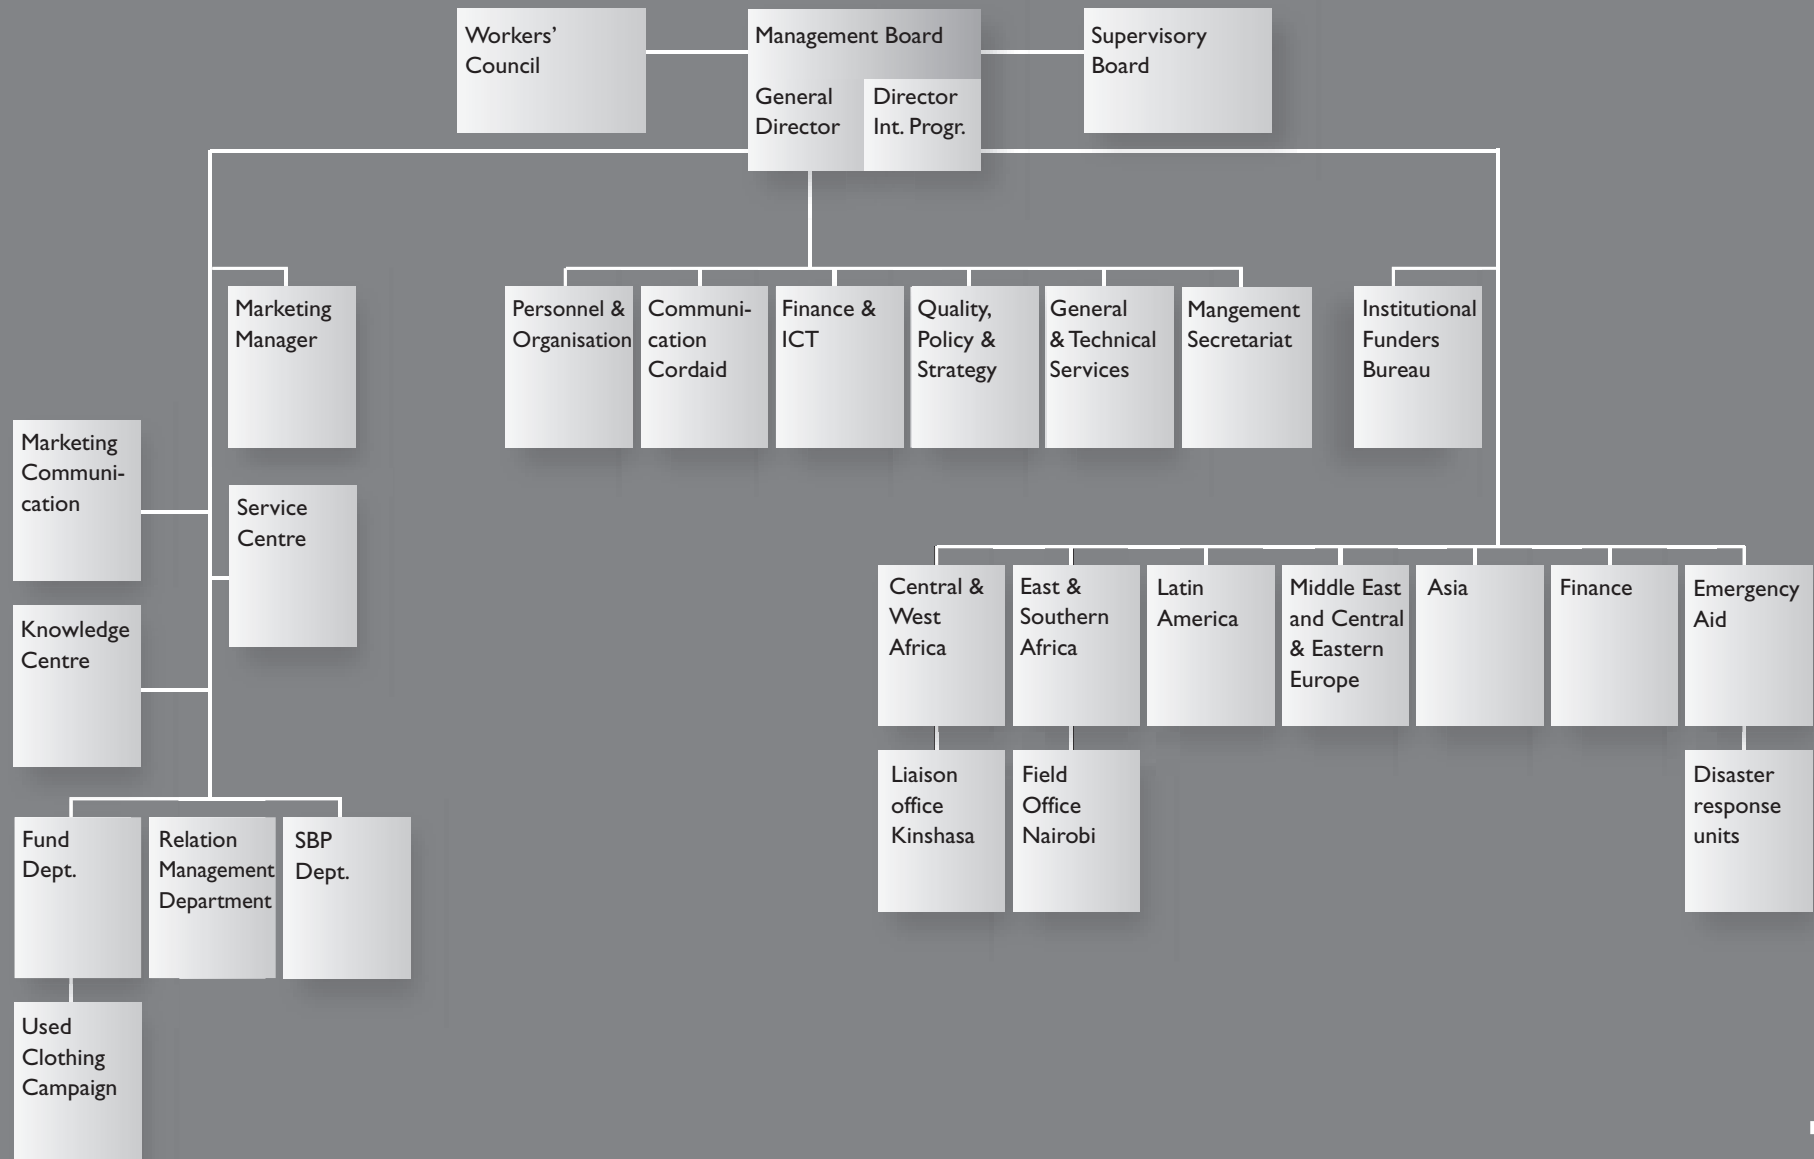 Workers’
Council
Management Board
General
Director
Director
Int. Progr.
Supervisory
Board
Marketing
Manager
Personnel &
Organisation
Communi-
cation
Cordaid
Finance &
ICT
Quality,
Policy &
Strategy
General
& Technical
Services
Mangement
Secretariat
Institutional
Funders
Bureau
Marketing
Communi-
cation
Service
Centre
Knowledge
Centre
Central &
West
Africa
East &
Southern
Africa
Latin
America
Middle East
and Central
& Eastern
Europe
Asia
Finance
Emergency
Aid
Liaison
office
Kinshasa
Field
Office
Nairobi
Disaster
response
units
Fund
Dept.
Relation
Management
Department
SBP
Dept.
Used
Clothing
Campaign